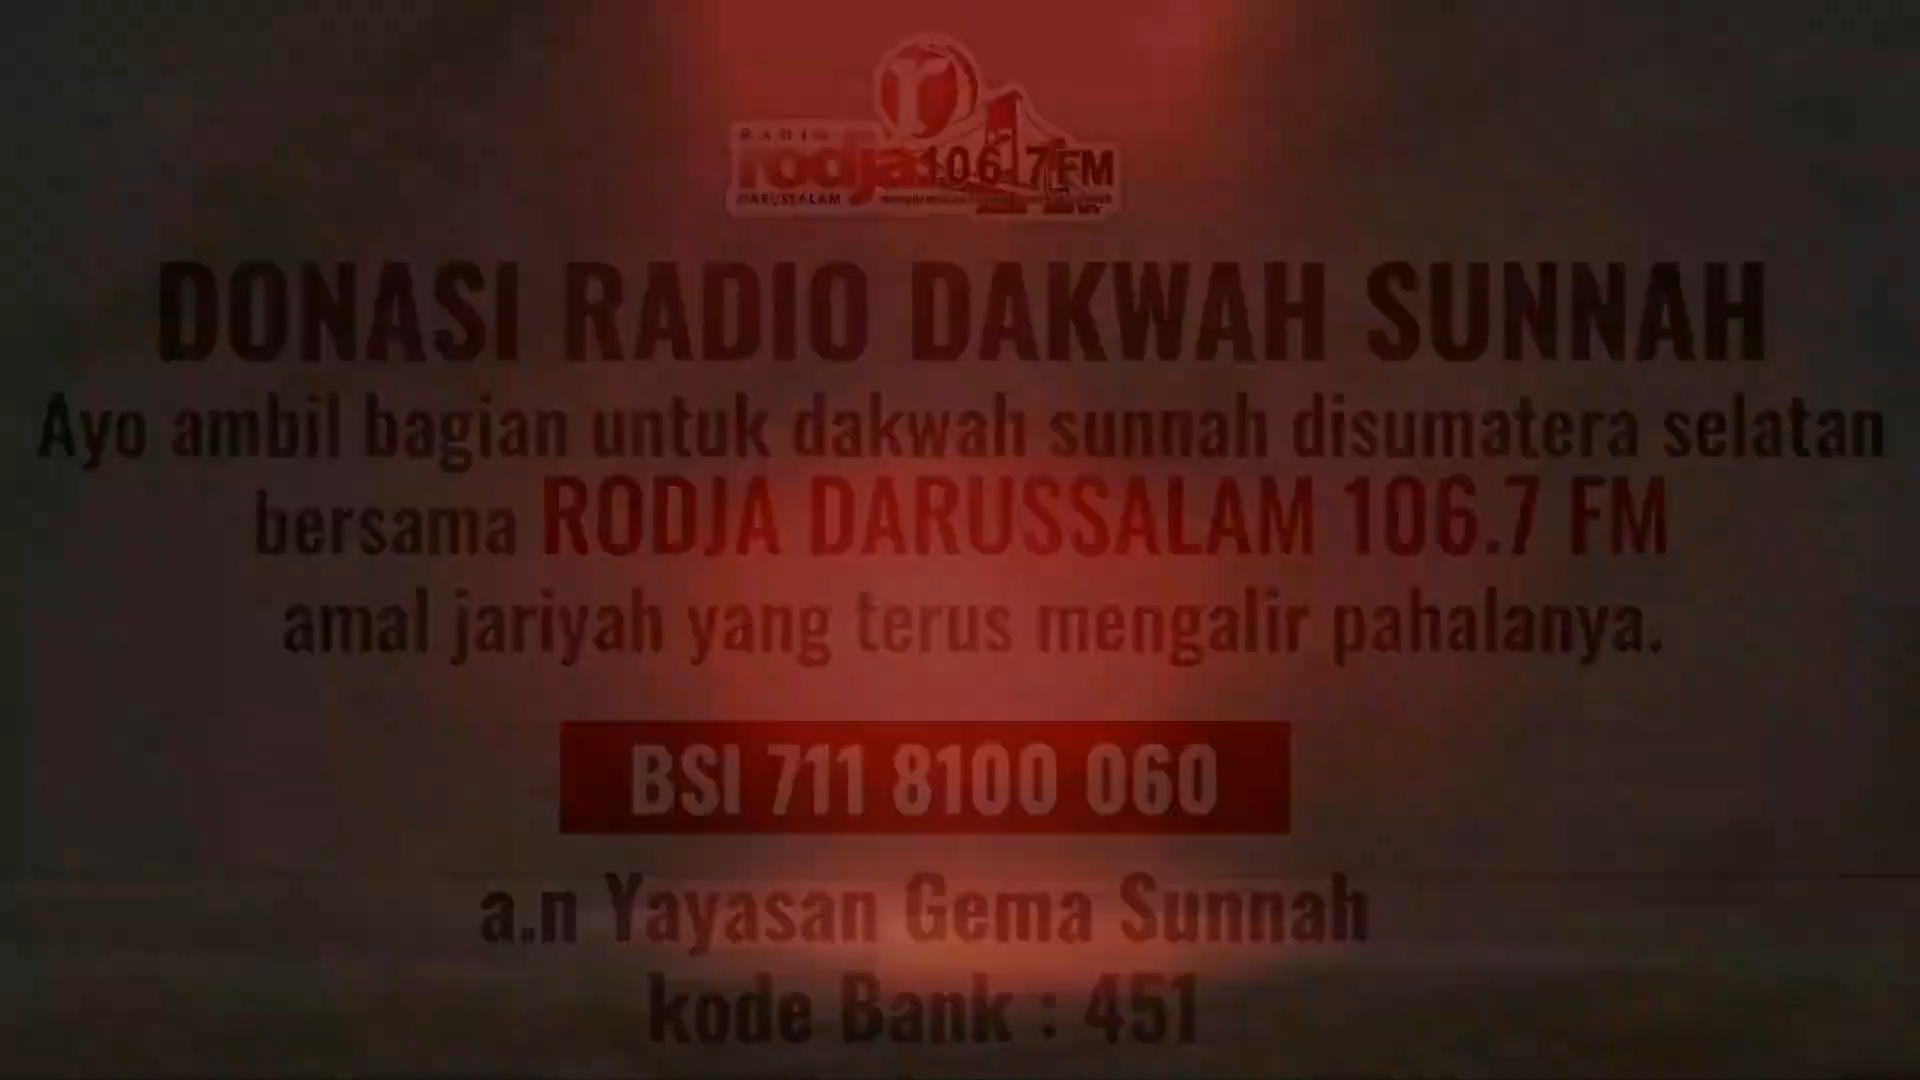 RADIO
rodja 106.7 FM
DARUSSALAM
DONASI RADIO DAKWAH SUNNAH
Ayo ambil bagian untuk dakwah sunnah disumatera selatan
bersama RODJA DARUSSALAM 106.7 FM
amal jariyah yang terus mengalir pahalanya.
BSI 711 8100 060
a.n Yayasan Gema Sunnah
kode Bank : 451